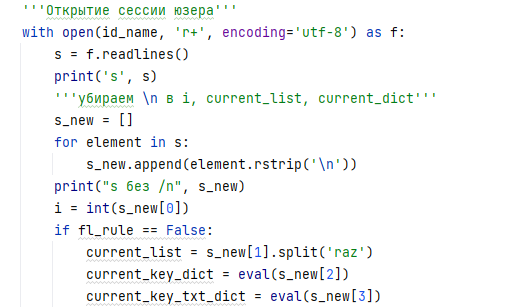 '''Открытие сессии юзера'''
with open(id_name, 'r+', encoding='utf-8') as f:
    s = f.readlines()
    print('s', s)
    '''убираем \n в i, current_list, current_dict'''
    s_new = []
    for element in s:
        s_new.append(element.rstrip('\n'))
    print("s без /n", s_new)
    i = int(s_new[0])
    if fl_rule == False:
        current_list = s_new[1].split('raz')
        current_key_dict = eval(s_new[2])
        current_key_txt_dict = eval(s_new[3])